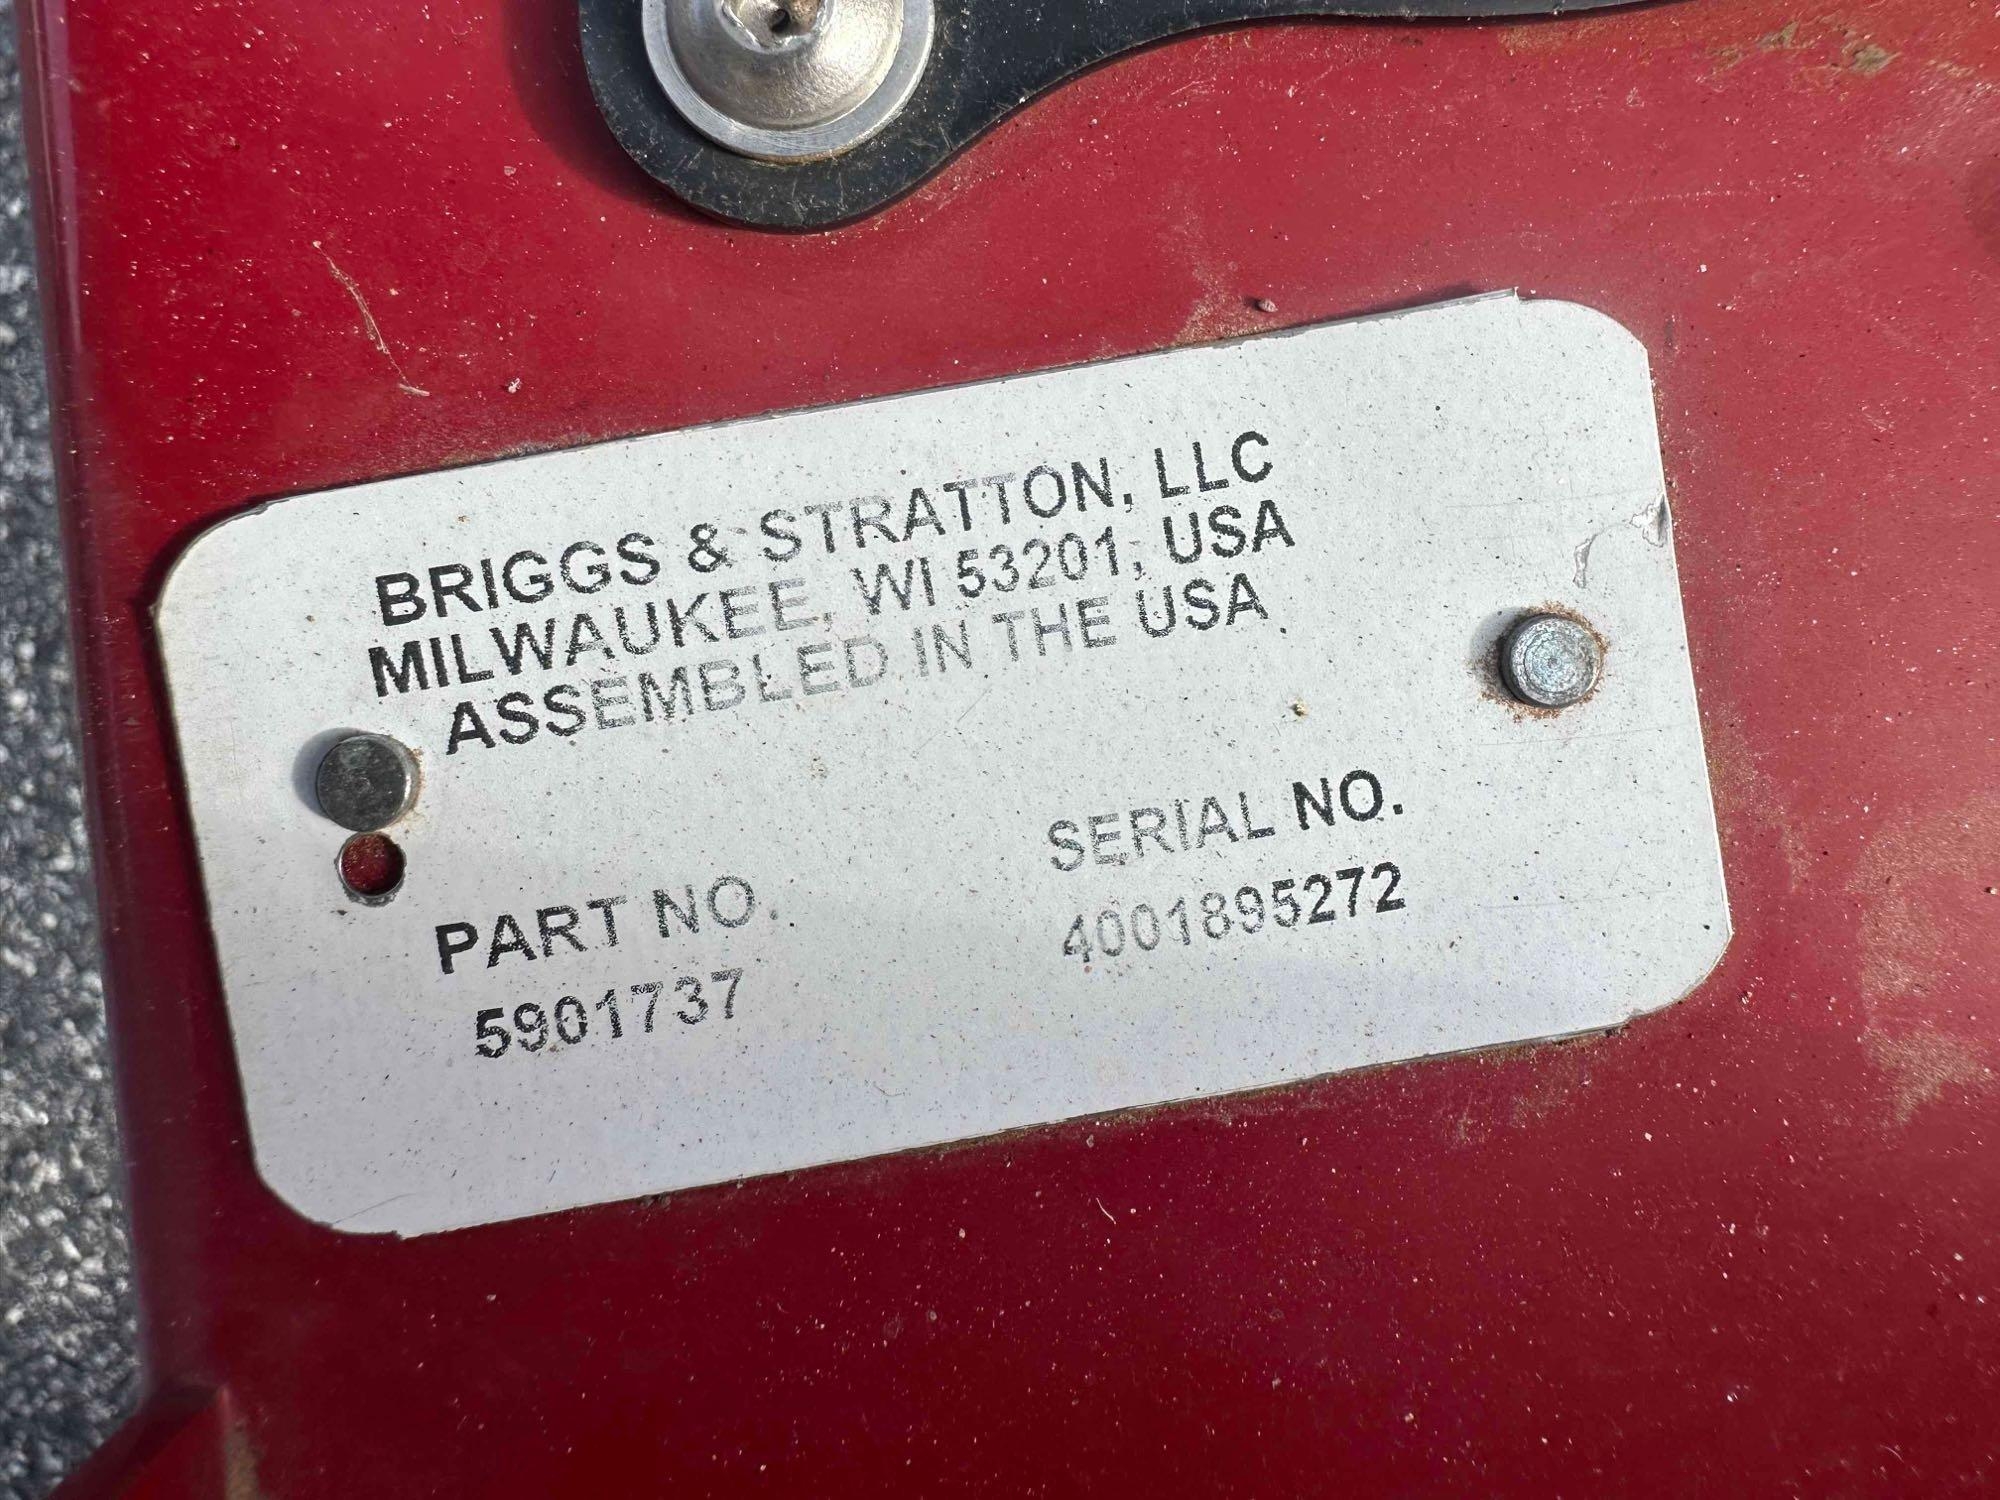 BRIGGS & STRATTON, LLC
MILWAUKEE, WI 53201, USA
ASSEMBLED IN THE USA
PART NO.
5901737
SERIAL NO.
4001895272